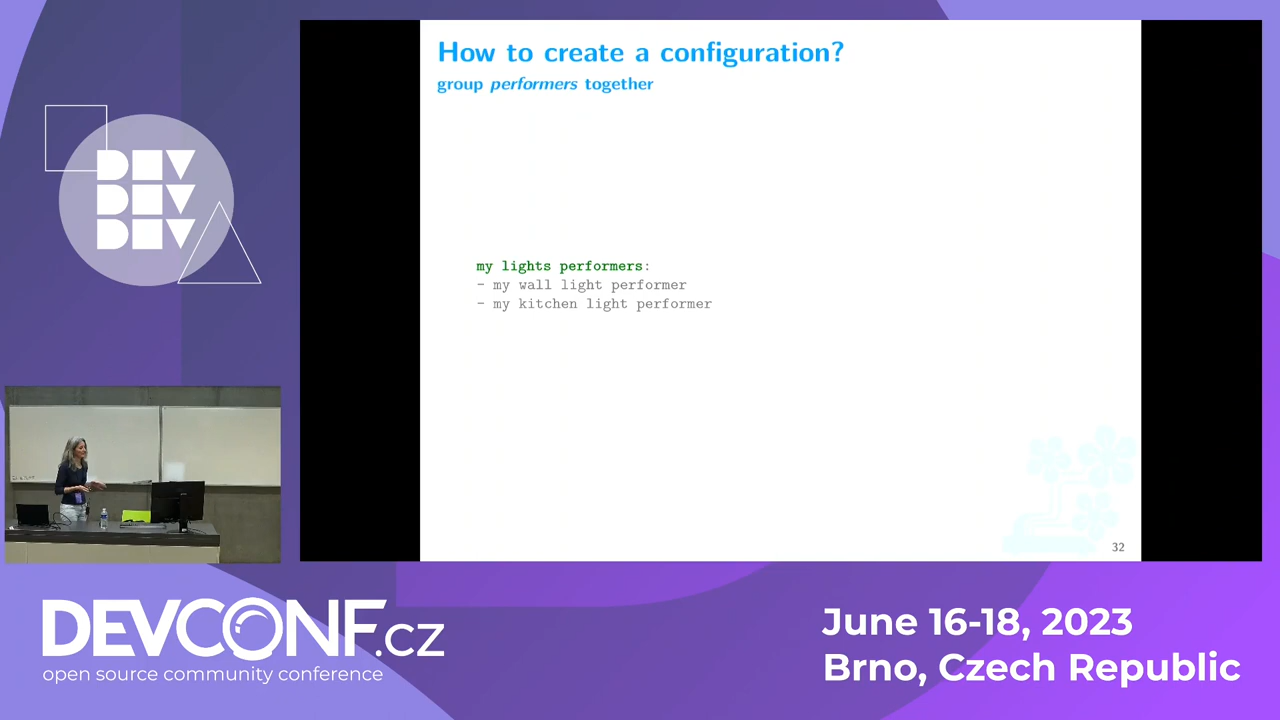 How to create a configuration?
group performers together
my lights performers:
- my wall light performer
- my kitchen light performer
32
DEV
DEV
DEV
DEVCONF.cz
open source community conference
June 16-18, 2023
Brno, Czech Republic